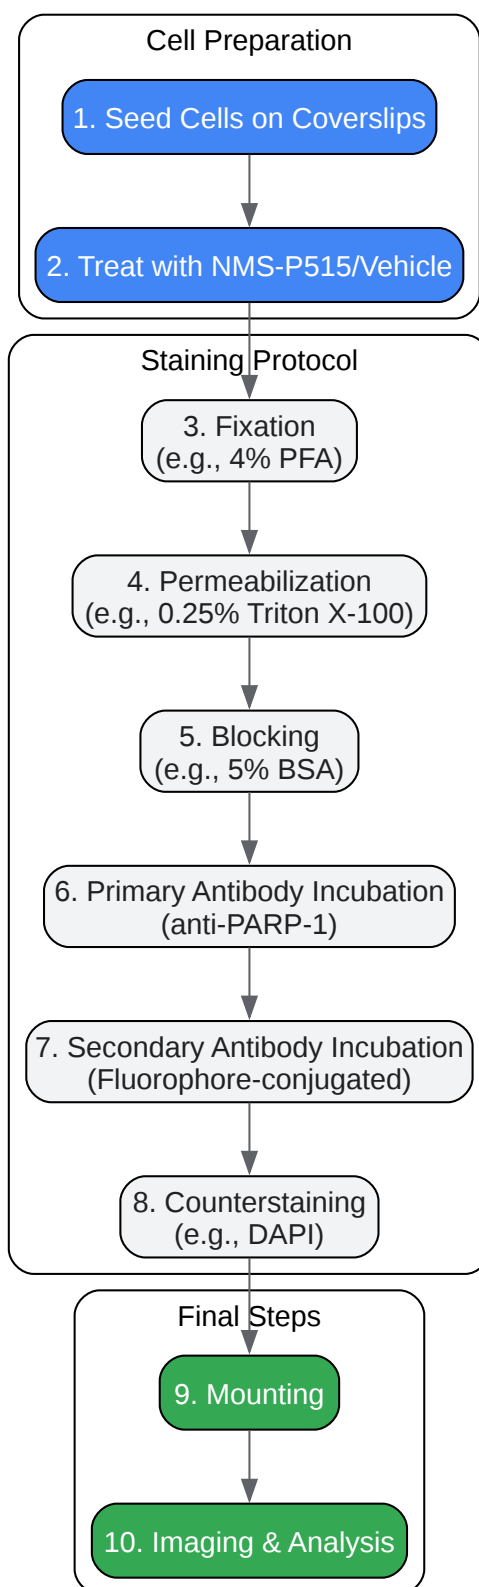 Cell Preparation
1. Seed Cells on Coverslips
2. Treat with NMS-P515/Vehicle
Staining Protocol
3. Fixation
(e.g., 4% PFA)
4. Permeabilization
(e.g., 0.25% Triton X-100)
5. Blocking
(e.g., 5% BSA)
6. Primary Antibody Incubation
(anti-PARP-1)
7. Secondary Antibody Incubation
(Fluorophore-conjugated)
8. Counterstaining
(e.g., DAPI)
Final Steps
9. Mounting
10. Imaging & Analysis